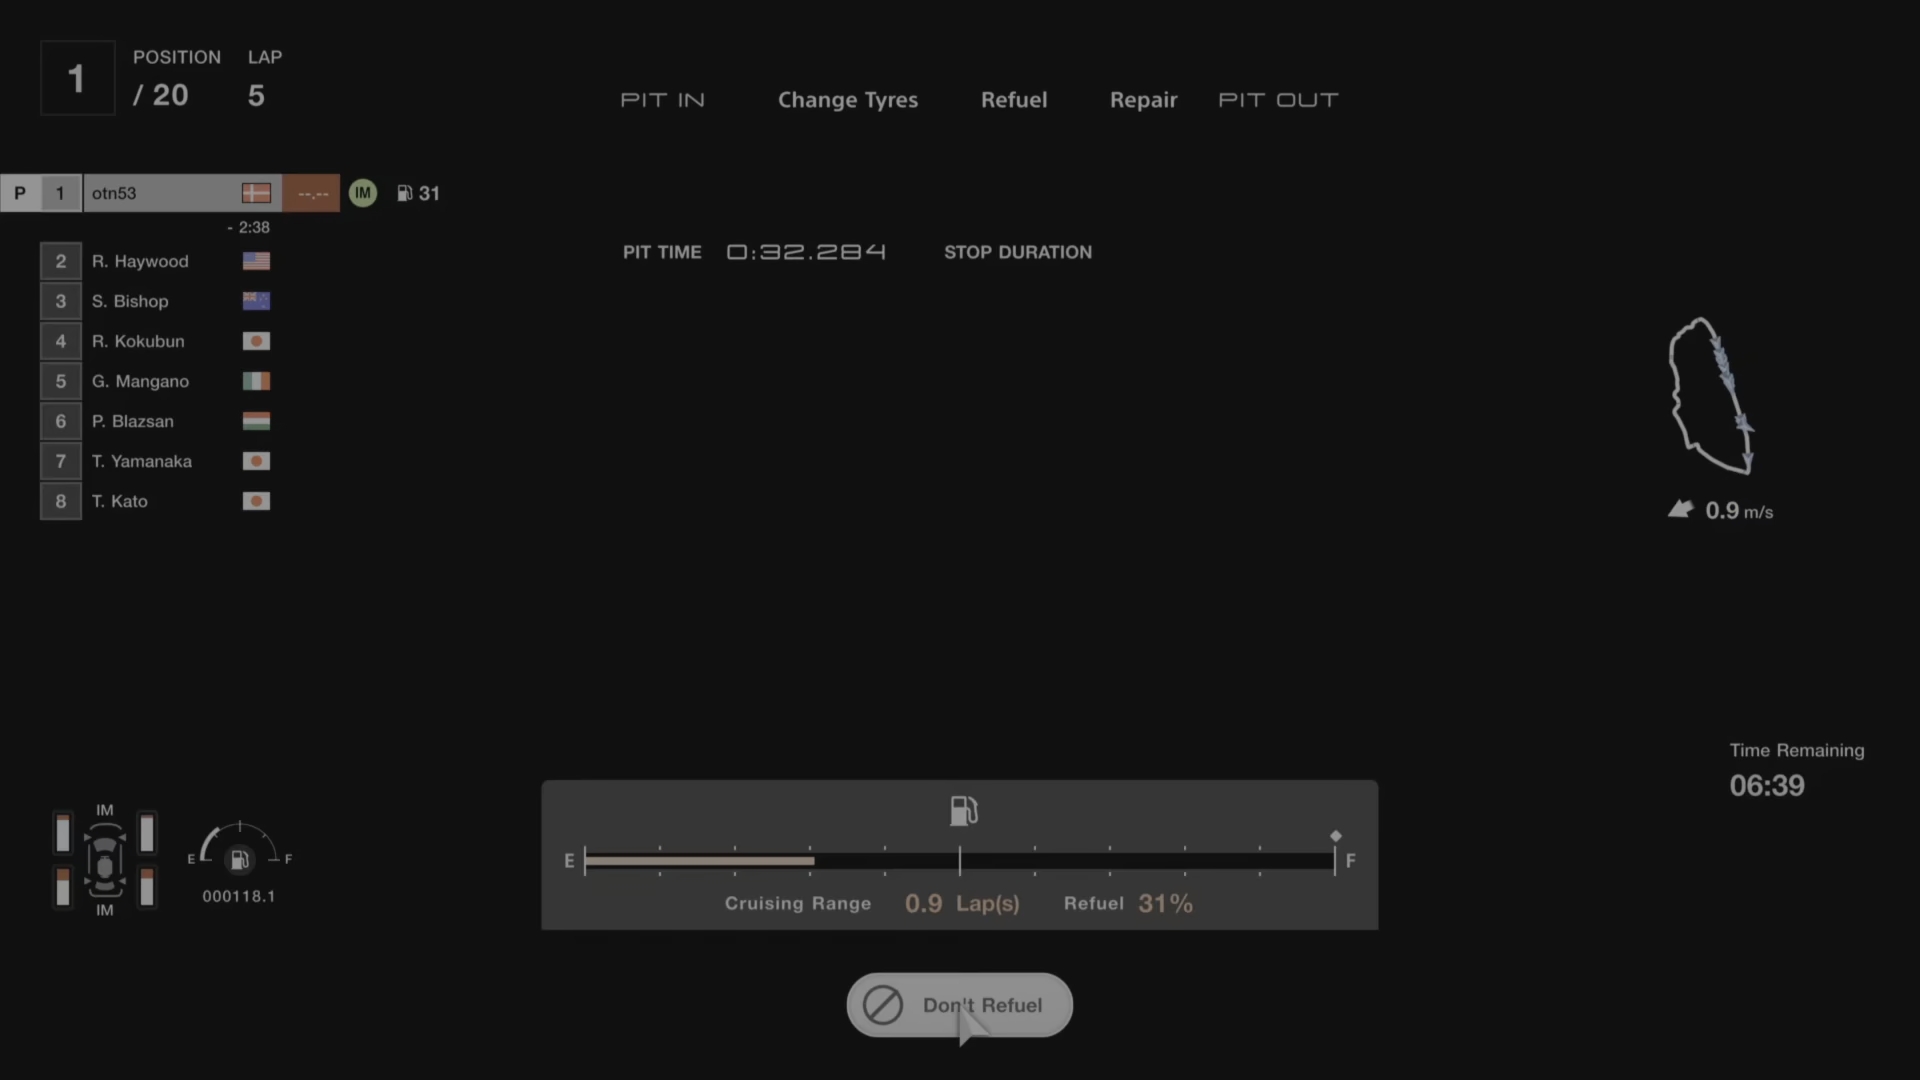 1 POSITION / 20 LAP 5
PIT IN Change Tyres Refuel Repair PIT OUT
P 1 otn53 --.-- IM 31
- 2:38
2 R. Haywood
3 S. Bishop
4 R. Kokubun
5 G. Mangano
6 P. Blazsan
7 T. Yamanaka
8 T. Kato
PIT TIME 0:32.284 STOP DURATION
0.9 m/s
Time Remaining
06:39
IM
IM
E F
000118.1
E F
Cruising Range 0.9 Lap(s) Refuel 31%
Don't Refuel